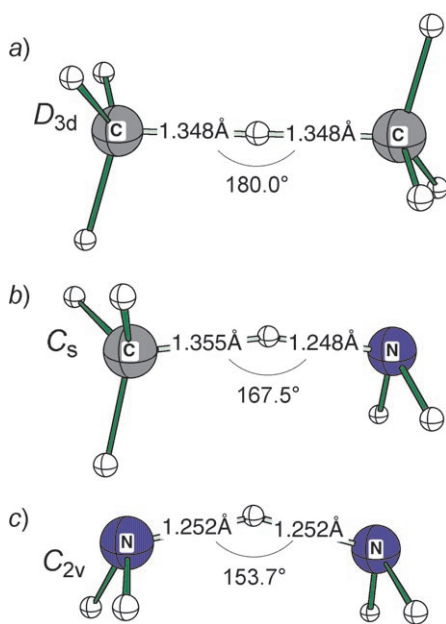 a)
D3d
C 1.348Å 1.348Å C
180.0°
b)
Cs
C 1.355Å 1.248Å N
167.5°
c)
C2v
N 1.252Å 1.252Å N
153.7°